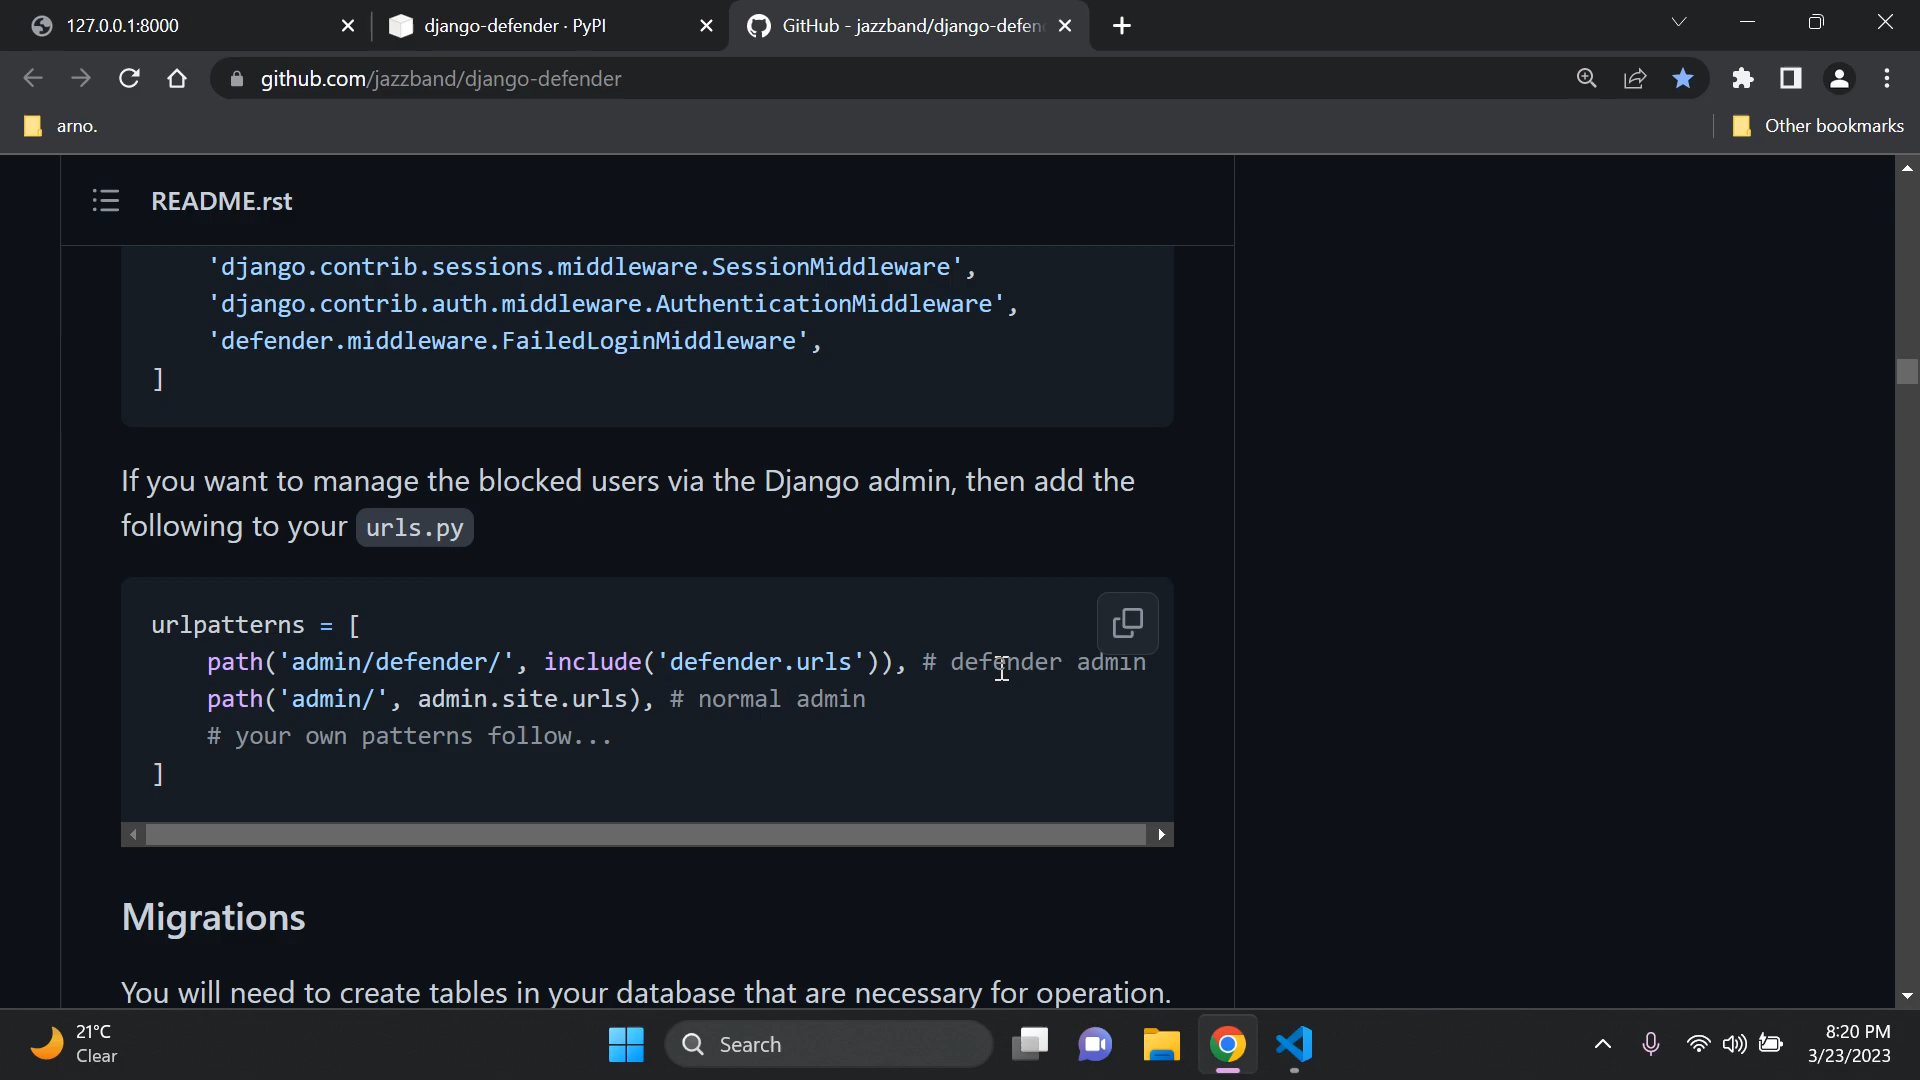 127.0.0.1:8000
django-defender · PyPI
GitHub - jazzband/django-defen
github.com/jazzband/django-defender
arno.
Other bookmarks
README.rst
'django.contrib.sessions.middleware.SessionMiddleware',
'django.contrib.auth.middleware.AuthenticationMiddleware',
'defender.middleware.FailedLoginMiddleware',
]
If you want to manage the blocked users via the Django admin, then add the
following to your urls.py
urlpatterns = [
path('admin/defender/', include('defender.urls')), # defender admin
path('admin/', admin.site.urls), # normal admin
# your own patterns follow...
]
Migrations
You will need to create tables in your database that are necessary for operation.
21°C
Clear
Search
8:20 PM
3/23/2023